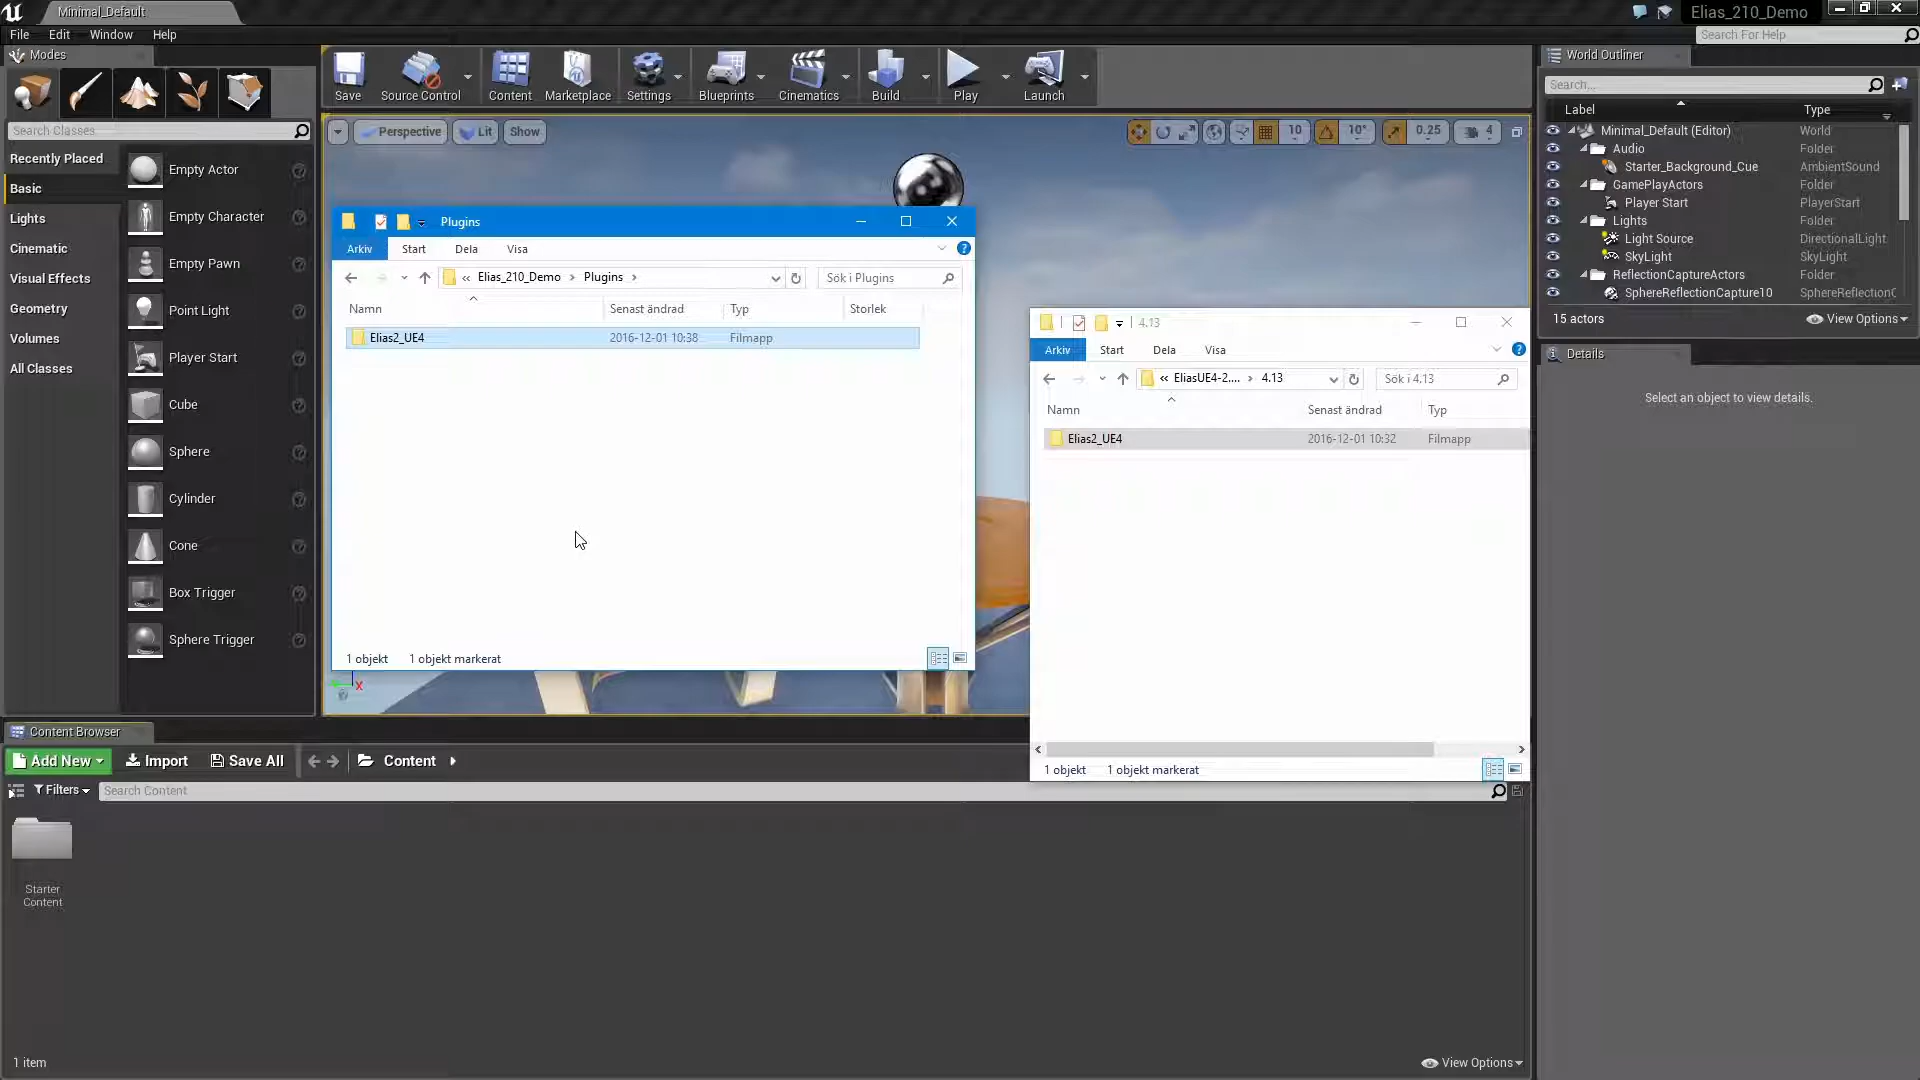 Minimal_Default
Elias_210_Demo
File Edit Window Help
Search For Help
Modes
Save
Source Control
Content
Marketplace
Settings
Blueprints
Cinematics
Build
Play
Launch
Search Classes
Recently Placed
Basic
Lights
Cinematic
Visual Effects
Geometry
Volumes
All Classes
Empty Actor
Empty Character
Empty Pawn
Point Light
Player Start
Cube
Sphere
Cylinder
Cone
Box Trigger
Sphere Trigger
Perspective Lit Show
10 10° 0.25 4
Plugins
Arkiv Start Dela Visa
« Elias_210_Demo > Plugins >
Sök i Plugins
Namn Senast ändrad Typ Storlek
Elias2_UE4 2016-12-01 10:38 Filmapp
1 objekt 1 objekt markerat
X
4.13
Arkiv Start Dela Visa
« EliasUE4-2.... > 4.13
Sök i 4.13
Namn Senast ändrad Typ
Elias2_UE4 2016-12-01 10:32 Filmapp
1 objekt 1 objekt markerat
World Outliner
Search...
Label Type
Minimal_Default (Editor) World
Audio Folder
Starter_Background_Cue AmbientSound
GamePlayActors Folder
Player Start PlayerStart
Lights Folder
Light Source DirectionalLight
SkyLight SkyLight
ReflectionCaptureActors Folder
SphereReflectionCapture10 SphereReflectionC
15 actors View Options
Details
Select an object to view details.
Content Browser
Add New Import Save All Content
Filters Search Content
Starter
Content
1 item
View Options